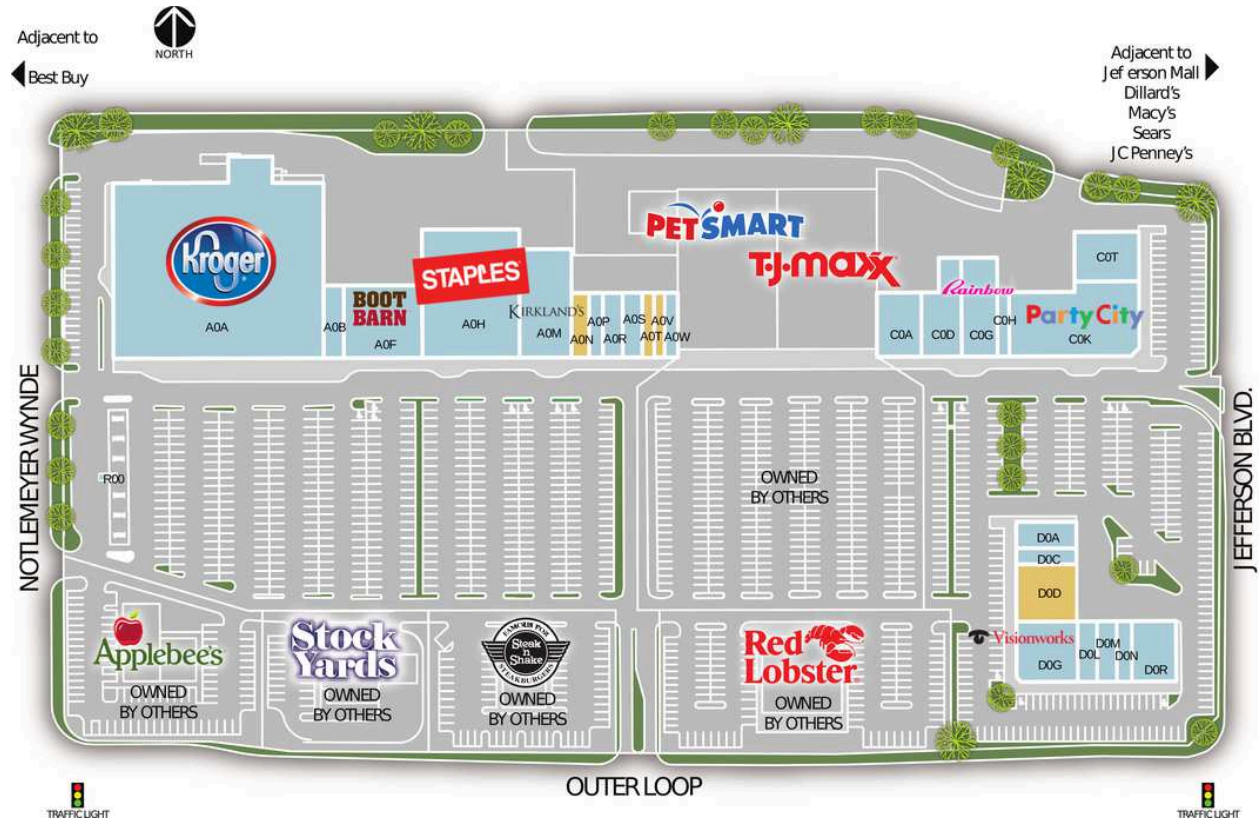 Adjacent to
Best Buy
NORTH
Adjacent to
Jef erson Mall
Dillard's
Macy's
Sears
JC Penney's
Kroger
A0A
A0B
BOOT
BARN
A0F
STAPLES
A0H
KIRKLAND'S
A0M
A0N
A0P
A0R
A0S
A0T
A0V
A0W
PETSMART
T.J.maxx
C0A
C0D
Rainbow
C0G
C0H
Party City
C0K
C0T
NOTLEMEYER WYNDE
R00
OWNED
BY OTHERS
JEFFERSON BLVD.
D0A
D0C
D0D
Visionworks
D0G
D0L
D0M
D0N
D0R
Applebee's
OWNED
BY OTHERS
Stock
Yards
OWNED
BY OTHERS
FAMOUS FOR
Steak
n
Shake
STEAKBURGERS
OWNED
BY OTHERS
Red
Lobster
OWNED
BY OTHERS
OUTER LOOP
TRAFFIC LIGHT
TRAFFIC LIGHT